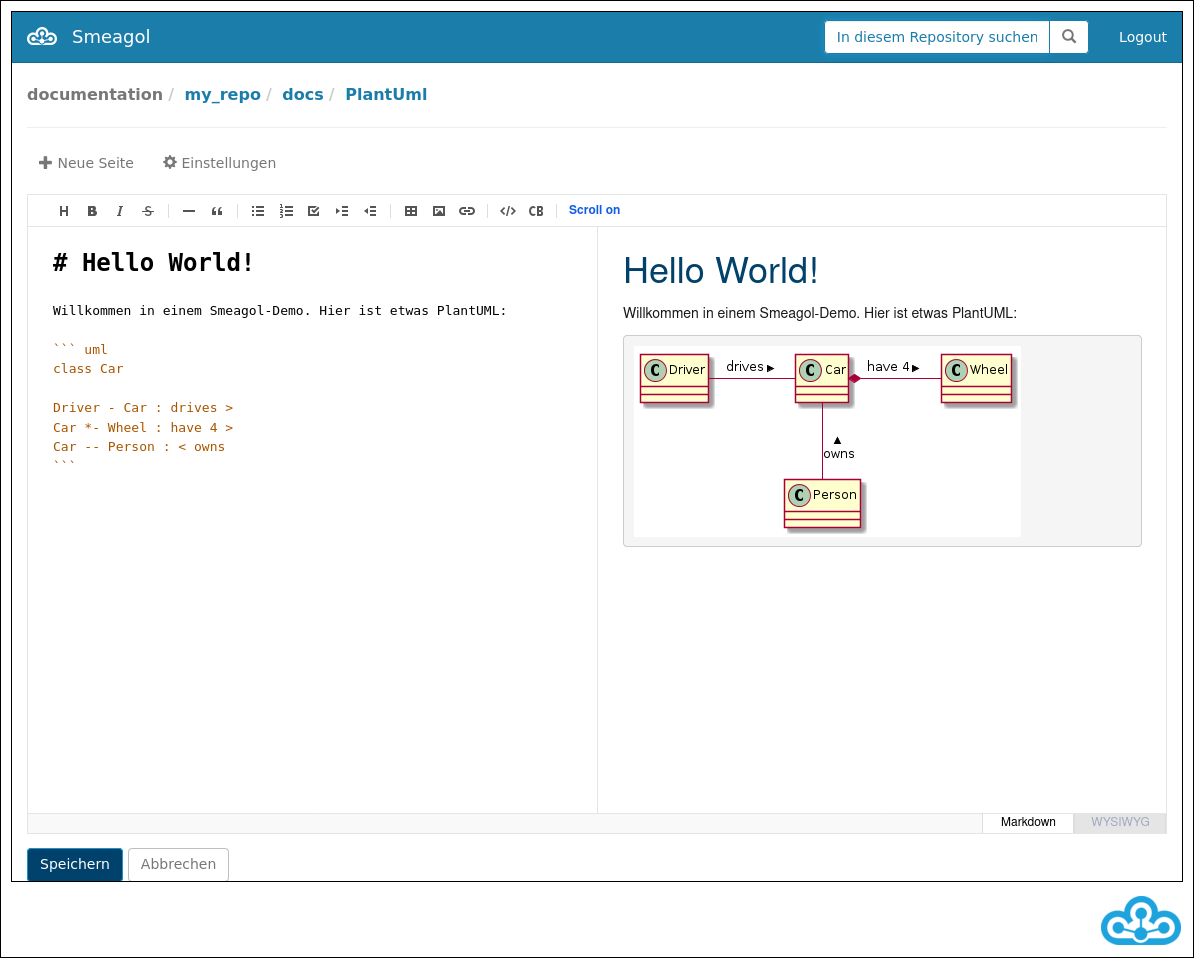 Smeagol
In diesem Repository suchen
Logout
documentation / my_repo / docs / PlantUml
Neue Seite
Einstellungen
H B I S “ </> CB Scroll on
# Hello World!
Willkommen in einem Smeagol-Demo. Hier ist etwas PlantUML:
``` uml
class Car
Driver - Car : drives >
Car *- Wheel : have 4 >
Car -- Person : < owns
```
Hello World!
Willkommen in einem Smeagol-Demo. Hier ist etwas PlantUML:
C Driver
drives
C Car
have 4
C Wheel
owns
C Person
Markdown
WYSIWYG
Speichern
Abbrechen